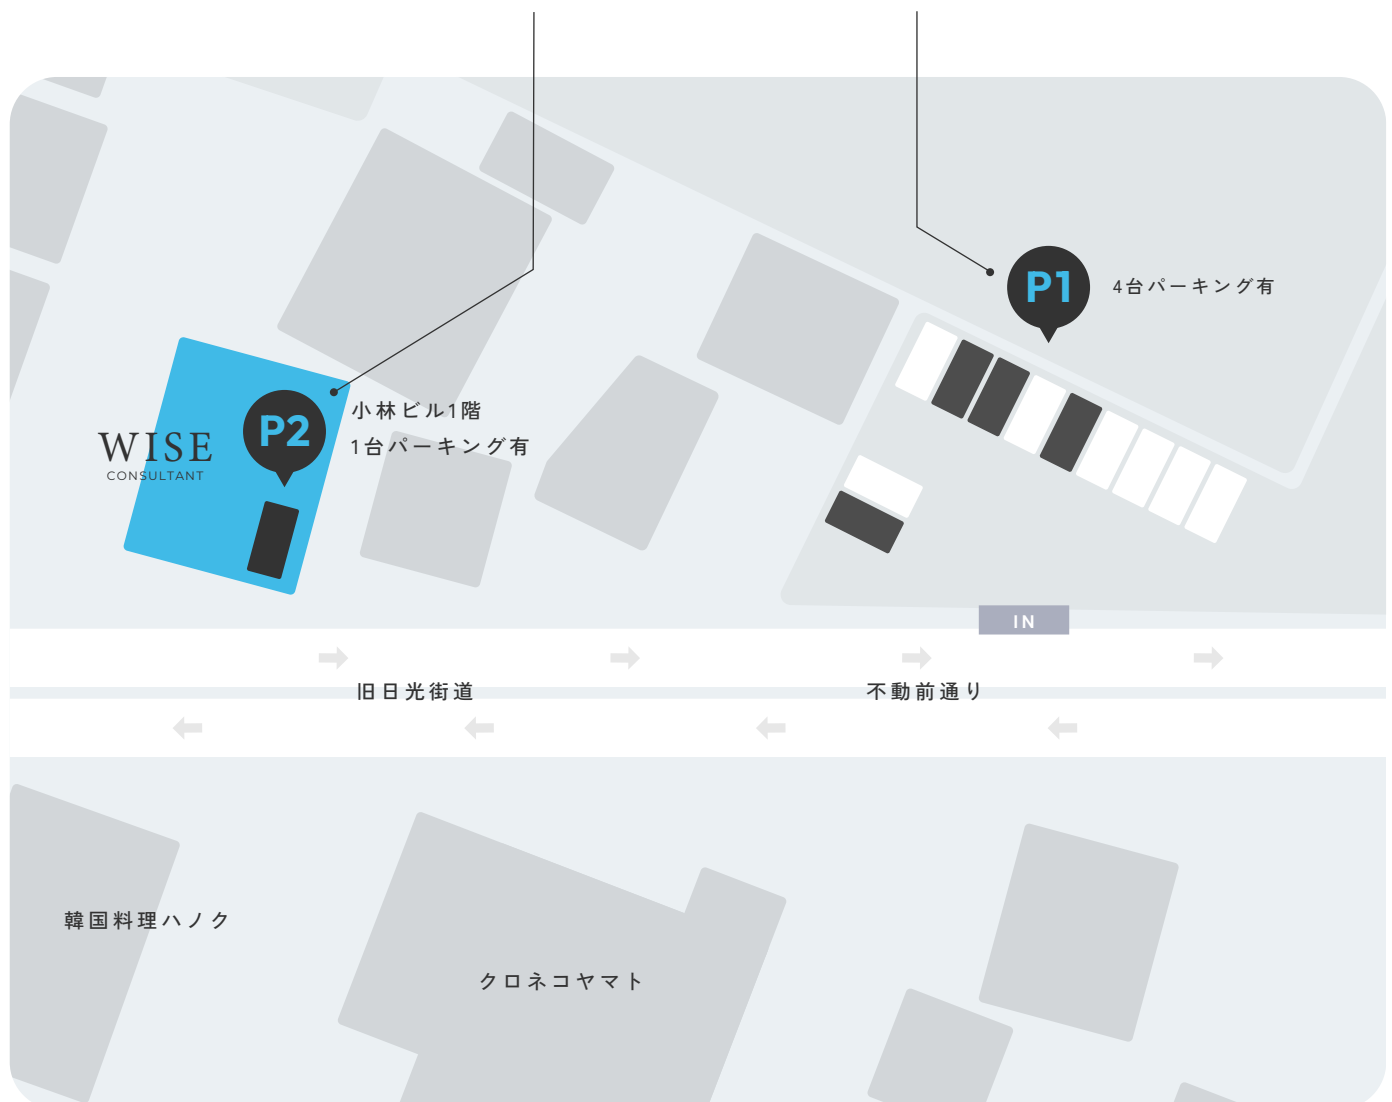 P1
4台パーキング有
P2
小林ビル1階
1台パーキング有
WISE
CONSULTANT
IN
旧日光街道
不動前通り
韓国料理ハノク
クロネコヤマト